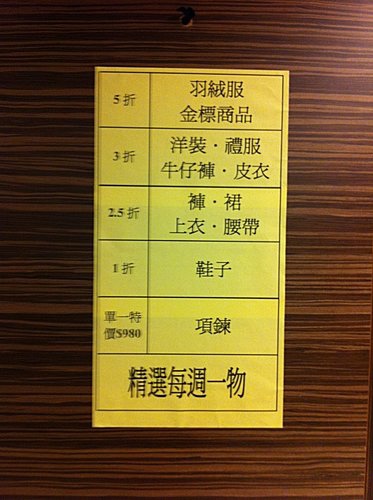 5 折
羽絨服
金標商品
3 折
洋裝·禮服
牛仔褲·皮衣
2.5 折
褲·裙
上衣·腰帶
1 折
鞋子
單一特
價$980
項鍊
精選每週一物